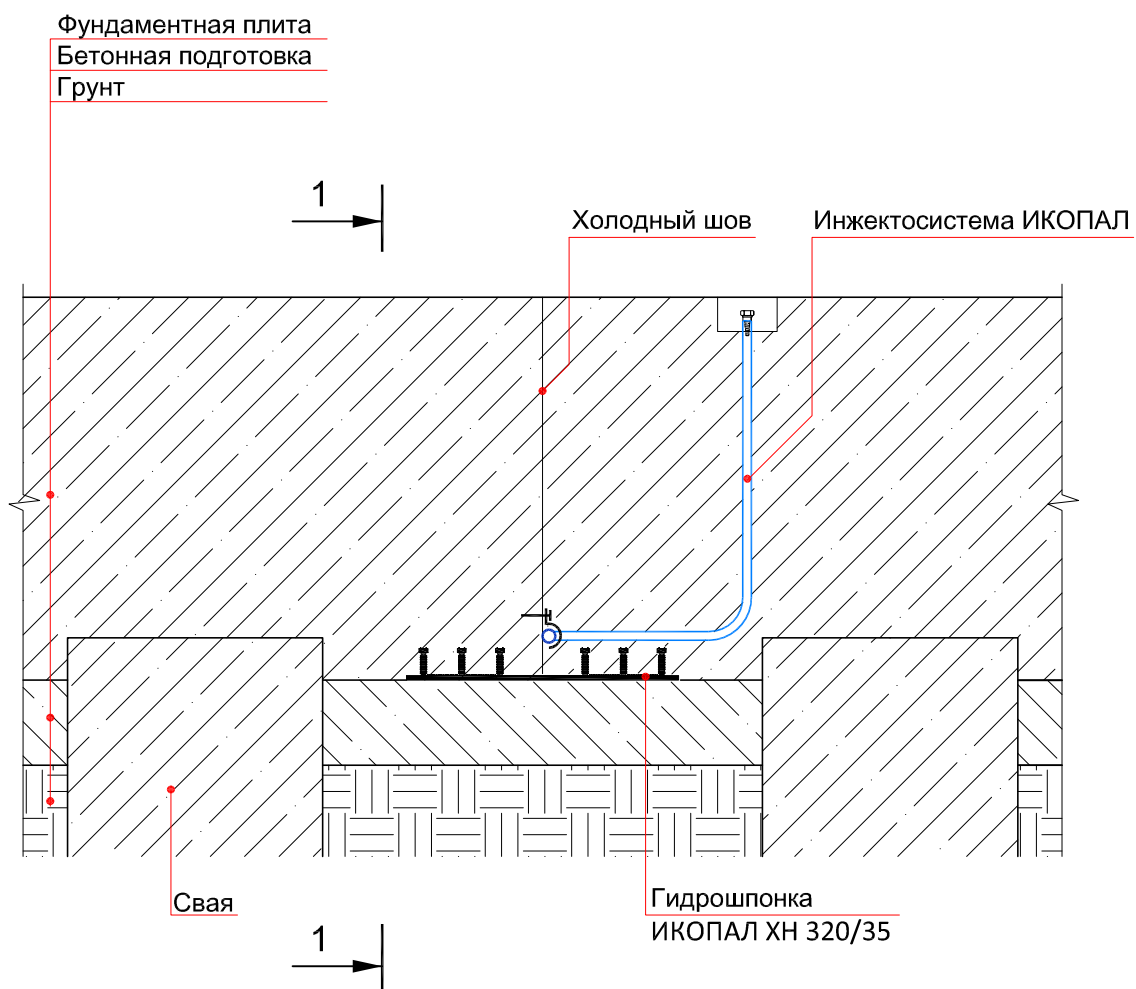 Фундаментная плита
Бетонная подготовка
Грунт
1
Холодный шов
Инжектосистема ИКОПАЛ
Свая
Гидрошпонка
ИКОПАЛ ХН 320/35
1